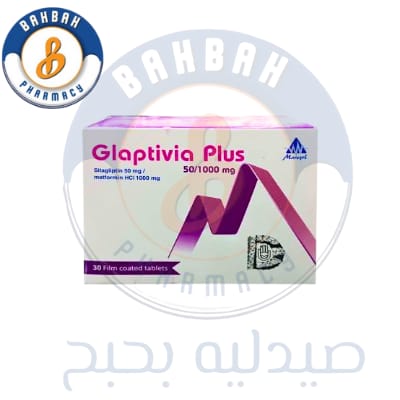 BAHBAH
PHARMACY
BAHBAH
Glaptivia Plus
50/1000 mg
Sitagliptin 50 mg /
metformin HCl 1000 mg
30 Film coated tablets
PHARMACY
صيدليه بحبح